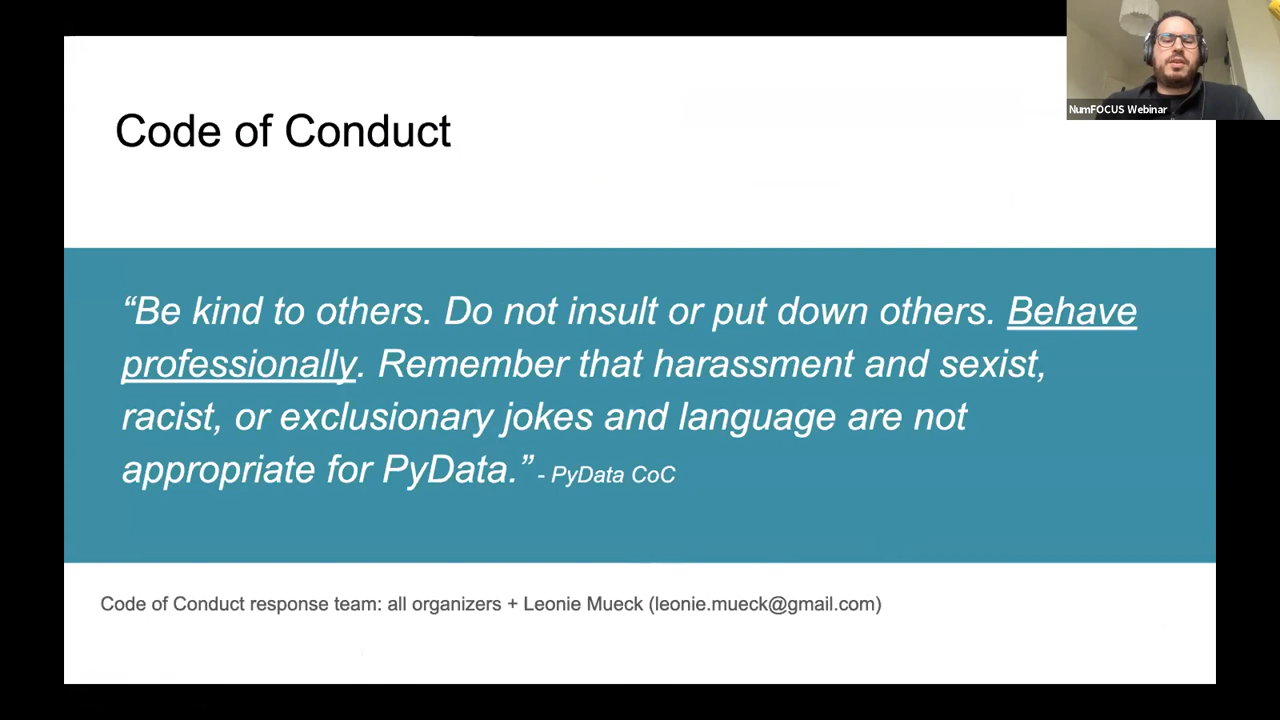 NumFOCUS Webinar
Code of Conduct
“Be kind to others. Do not insult or put down others. Behave
professionally. Remember that harassment and sexist,
racist, or exclusionary jokes and language are not
appropriate for PyData.” - PyData CoC
Code of Conduct response team: all organizers + Leonie Mueck (leonie.mueck@gmail.com)